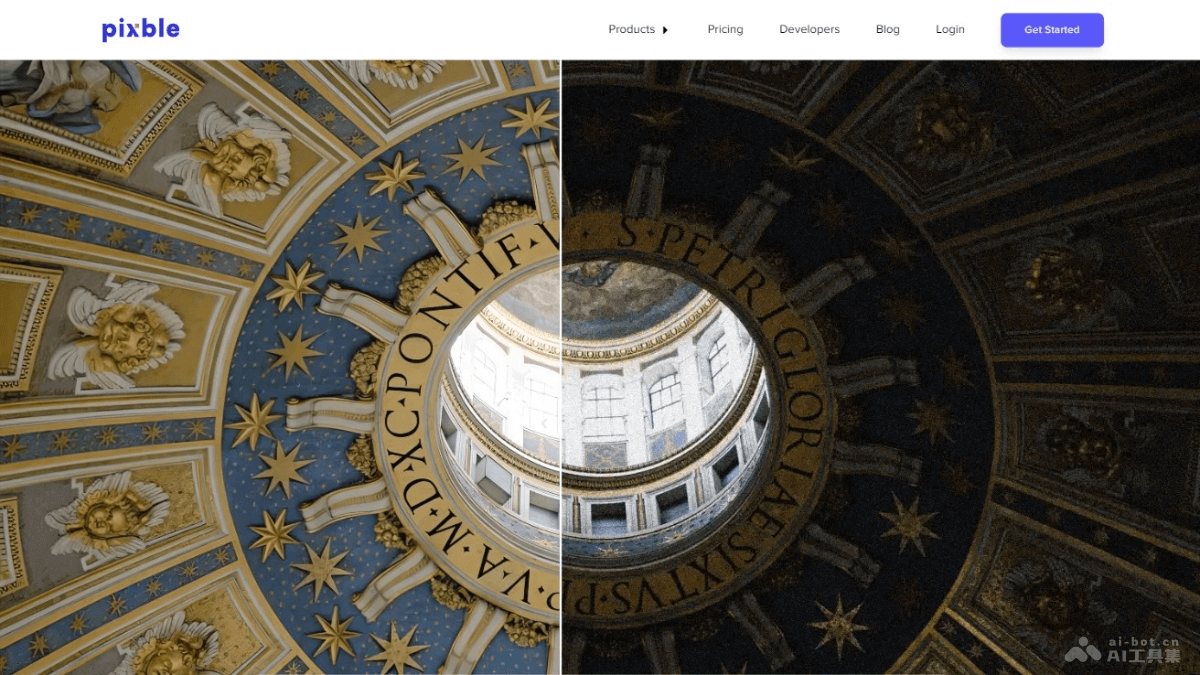 pixble
Products
Pricing
Developers
Blog
Login
Get Started
S·PETRI GLORIAE SIXTVS·PP·V A·M·D·XC·PONTIF·
ai-bot.cn
AI工具集